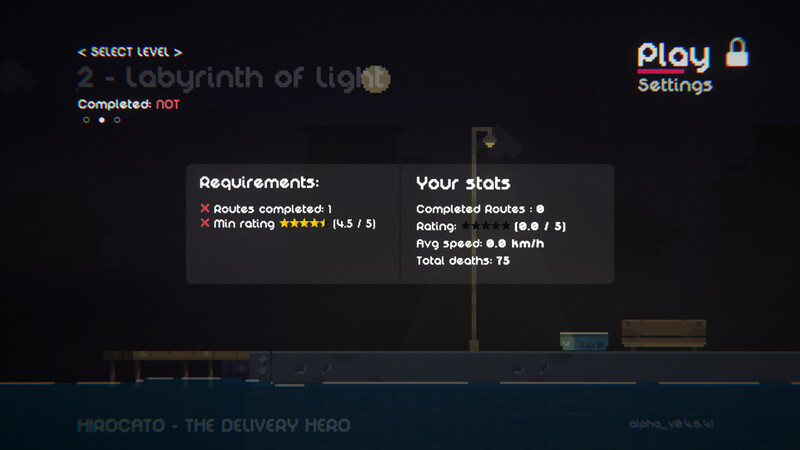 < SELECT LEVEL >
2 - Labyrinth of Light
Completed: NOT
Play
Settings
Requirements:
Routes completed: 1
Min rating (4.5 / 5)
Your stats
Completed Routes : 0
Rating: (0.0 / 5)
Avg speed: 0.0 km/h
Total deaths: 75
HIROCATO - THE DELIVERY HERO
alpha_v0.4.6.41